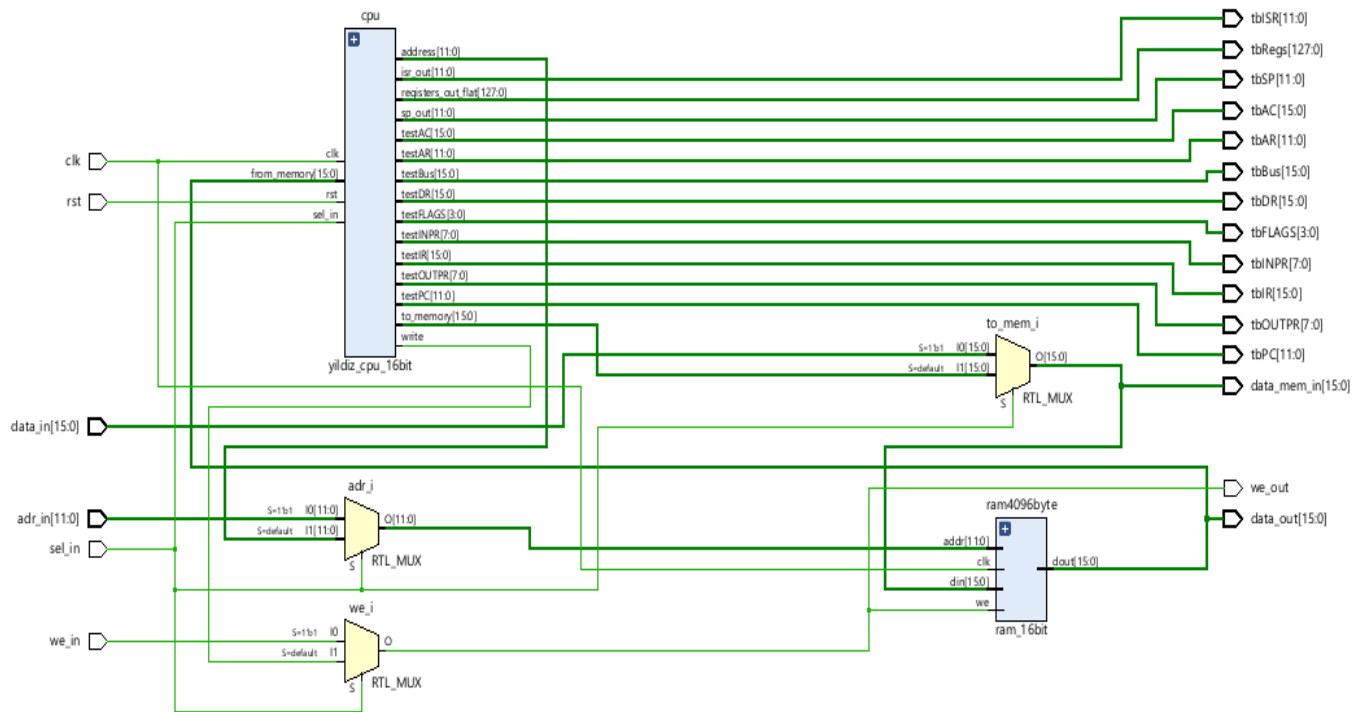 cpu
address[11:0]
isr_out[11:0]
registers_out_flat[127:0]
sp_out[11:0]
testAC[15:0]
testAR[11:0]
testBus[15:0]
testDR[15:0]
testFLAGS[3:0]
testINPR[7:0]
testIR[15:0]
testOUTPR[7:0]
testPC[11:0]
to_memory[15:0]
write
clk
from_memory[15:0]
rst
sel_in
yildiz_cpu_16bit
clk
rst
data_in[15:0]
adr_in[11:0]
sel_in
we_in
adr_i
S=1'b1 I0[11:0]
S=default I1[11:0]
O[11:0]
S
RTL_MUX
we_i
S=1'b1 I0
S=default I1
O
S
RTL_MUX
to_mem_i
S=1'b1 I0[15:0]
S=default I1[15:0]
O[15:0]
S
RTL_MUX
ram4096byte
addr[11:0]
clk
din[15:0]
we
dout[15:0]
ram_16bit
tbISR[11:0]
tbRegs[127:0]
tbSP[11:0]
tbAC[15:0]
tbAR[11:0]
tbBus[15:0]
tbDR[15:0]
tbFLAGS[3:0]
tbINPR[7:0]
tbIR[15:0]
tbOUTPR[7:0]
tbPC[11:0]
data_mem_in[15:0]
we_out
data_out[15:0]